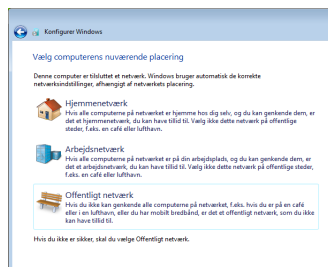 Konfigurer Windows
Vælg computerens nuværende placering
Denne computer er tilsluttet et netværk. Windows bruger automatisk de korrekte
netværksindstillinger, afhængigt af netværkets placering.
Hjemmenetværk
Hvis alle computerne på netværket er hjemme hos dig selv, og du kan genkende dem, er
det et hjemmenetværk, du kan have tillid til. Vælg ikke dette netværk på offentlige
steder, f.eks. en café eller lufthavn.
Arbejdsnetværk
Hvis alle computerne på netværket er på din arbejdsplads, og du kan genkende dem, er
det et arbejdsnetværk, du kan have tillid til. Vælg ikke dette netværk på offentlige steder,
f.eks. en café eller lufthavn.
Offentligt netværk
Hvis du ikke kan genkende alle computerne på netværket, f.eks. hvis du er på en café
eller i en lufthavn, eller du har mobilt bredbånd, er det et offentligt netværk, som du ikke
kan have tillid til.
Hvis du ikke er sikker, skal du vælge Offentligt netværk.